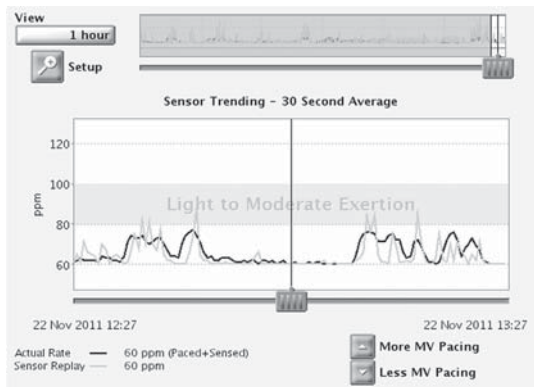 View
1 hour
Setup
Sensor Trending - 30 Second Average
120
100
80
60
ppm
Light to Moderate Exertion
22 Nov 2011 12:27
22 Nov 2011 13:27
Actual Rate 60 ppm (Paced+Sensed)
Sensor Replay 60 ppm
More MV Pacing
Less MV Pacing